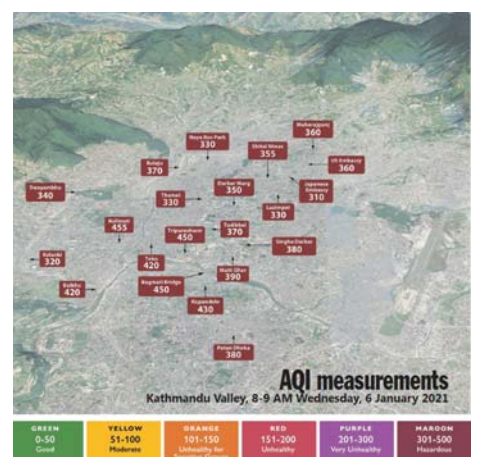 Maharajgunj
360
Naya Bus Park
330
Shital Niwas
355
US Embassy
360
Balaju
370
Swayambhu
340
Thamel
330
Darbar Marg
350
Japanese
Embassy
310
Lazimpat
330
Kalimati
455
Tripureshwor
450
Tudikhel
370
Singha Darbar
380
Kalanki
320
Teku
420
Maiti Ghar
390
Balkhu
420
Bagmati Bridge
450
Kupandole
430
Patan Dhoka
380
AQI measurements
Kathmandu Valley, 8-9 AM Wednesday, 6 January 2021
GREEN
0-50
Good
YELLOW
51-100
Moderate
ORANGE
101-150
Unhealthy for
RED
151-200
Unhealthy
PURPLE
201-300
Very Unhealthy
MAROON
301-500
Hazardous